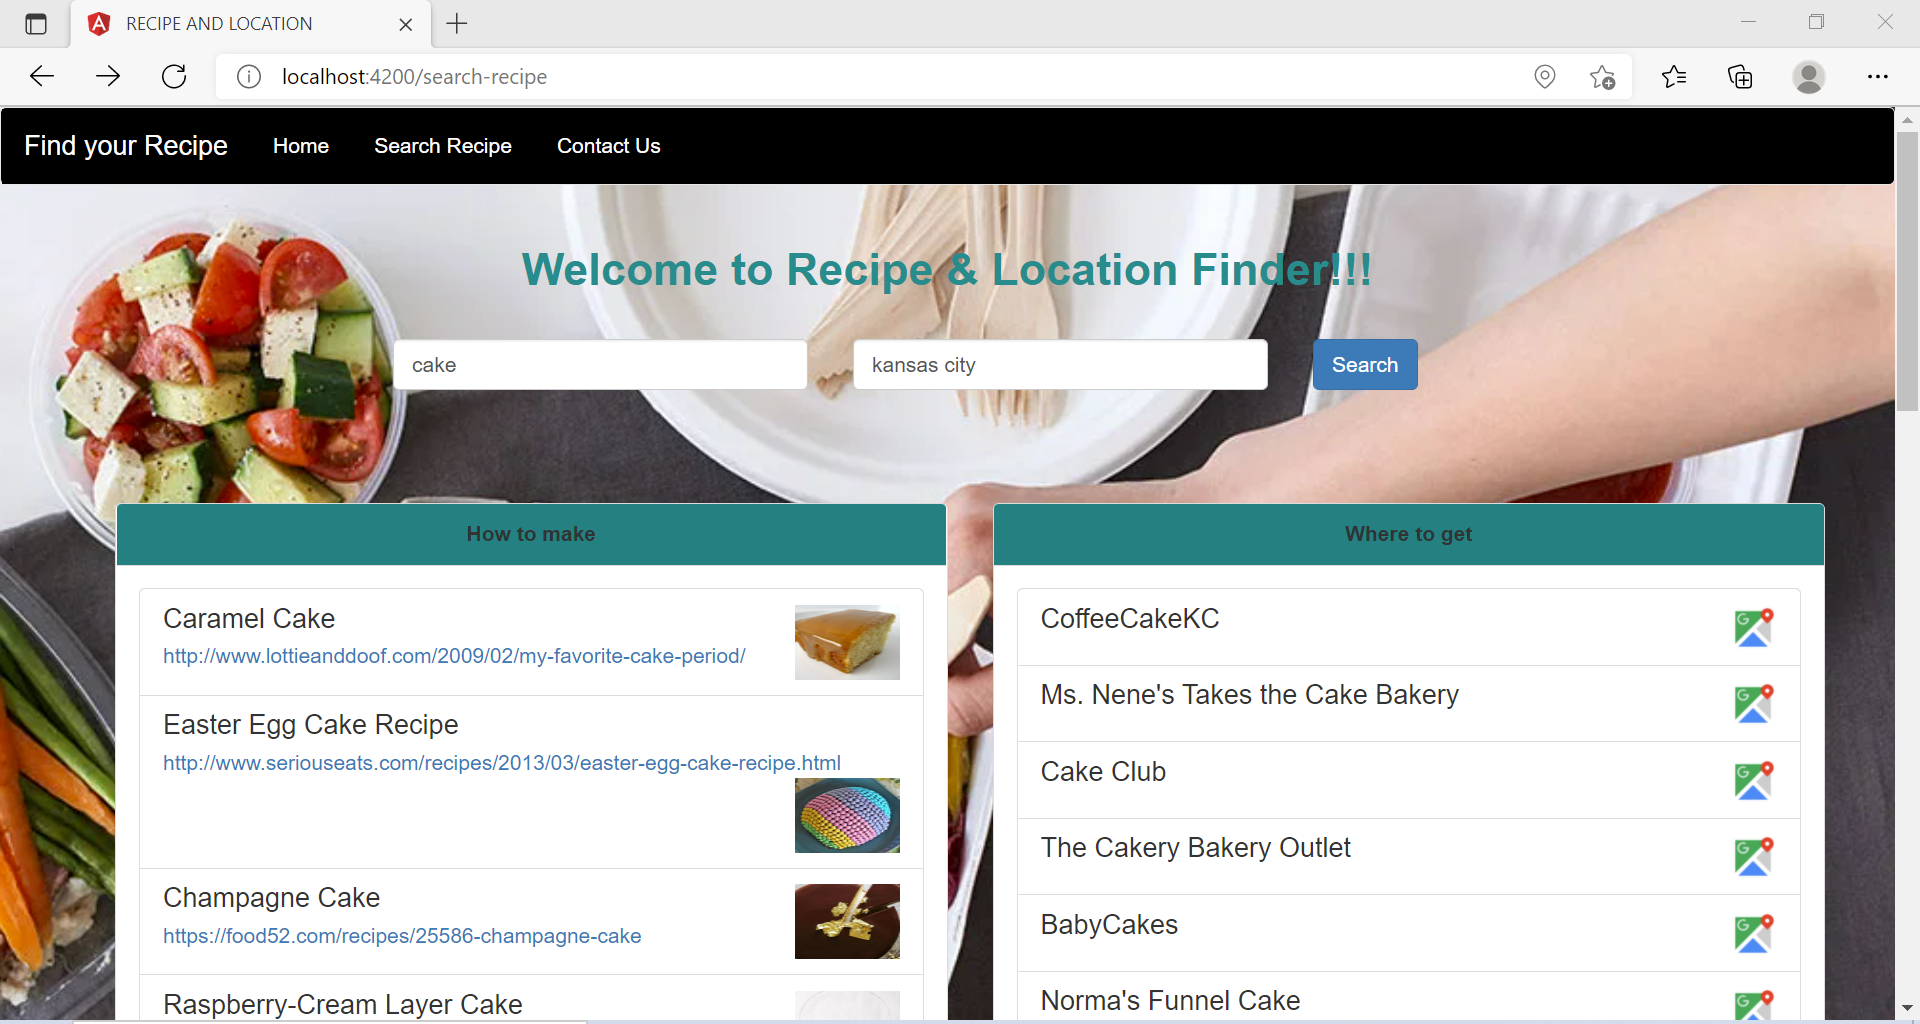 RECIPE AND LOCATION
localhost:4200/search-recipe
Find your Recipe Home Search Recipe Contact Us
Welcome to Recipe & Location Finder!!!
cake kansas city Search
How to make
Caramel Cake
http://www.lottieanddoof.com/2009/02/my-favorite-cake-period/
Easter Egg Cake Recipe
http://www.seriouseats.com/recipes/2013/03/easter-egg-cake-recipe.html
Champagne Cake
https://food52.com/recipes/25586-champagne-cake
Raspberry-Cream Layer Cake
Where to get
CoffeeCakeKC
Ms. Nene's Takes the Cake Bakery
Cake Club
The Cakery Bakery Outlet
BabyCakes
Norma's Funnel Cake